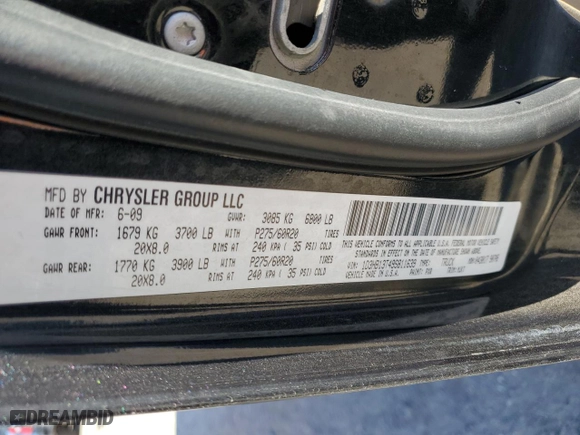 MFD BY CHRYSLER GROUP LLC
DATE OF MFR: 6-09 GVWR: 3085 KG 6800 LB
GAWR FRONT: 1679 KG 3700 LB WITH P275/60R20 TIRES
20X8.0 RIMS AT 240 KPA ( 35 PSI) COLD
GAWR REAR: 1770 KG 3900 LB WITH P275/60R20 TIRES
20X8.0 RIMS AT 240 KPA ( 35 PSI) COLD
THIS VEHICLE CONFORMS TO ALL APPLICABLE U.S.A. FEDERAL MOTOR VEHICLE SAFETY
STANDARDS IN EFFECT ON THE DATE OF MANUFACTURE SHOWN ABOVE.
VIN: TYPE: TRUCK
VEHICLE MADE IN U.S.A.
DREAMBID